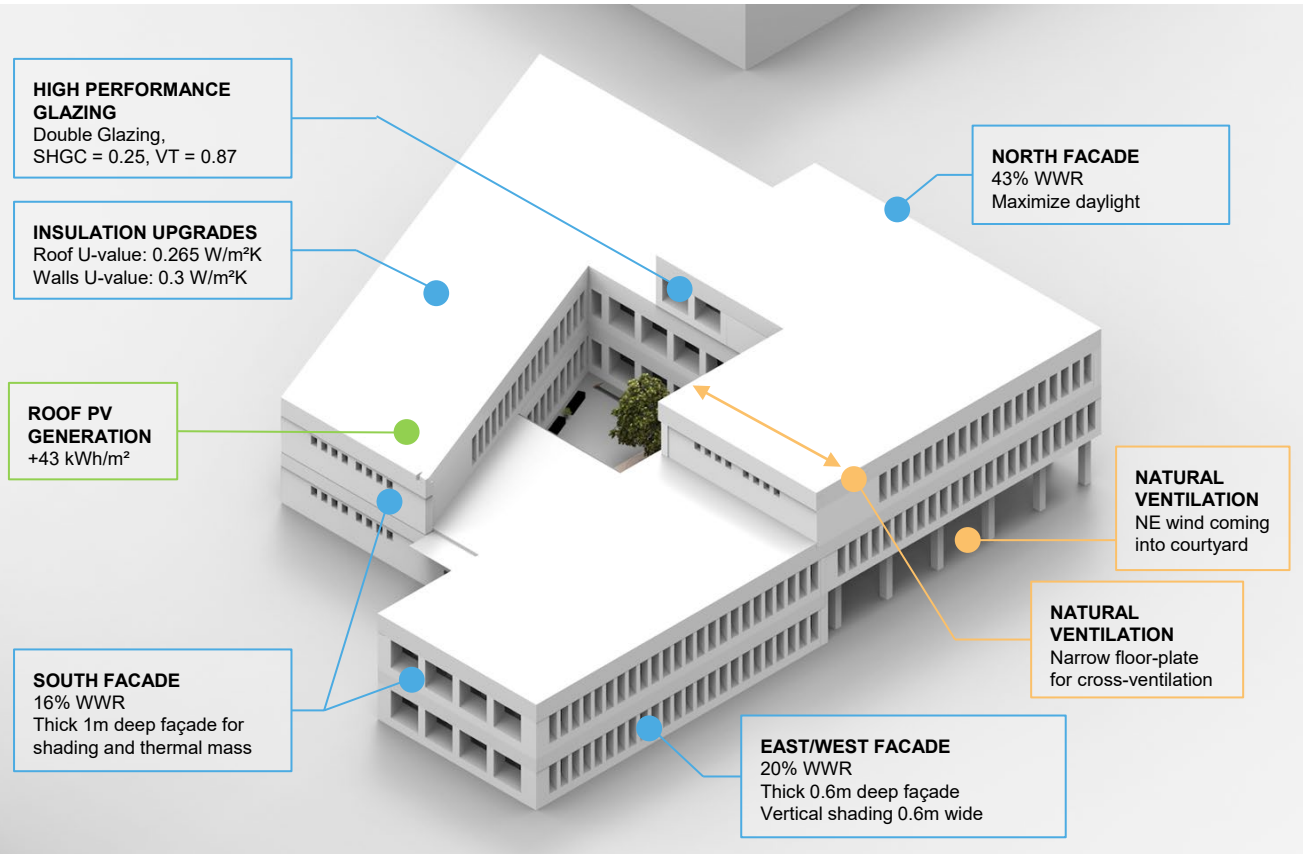 HIGH PERFORMANCE
GLAZING
Double Glazing,
SHGC = 0.25, VT = 0.87
INSULATION UPGRADES
Roof U-value: 0.265 W/m²K
Walls U-value: 0.3 W/m²K
ROOF PV
GENERATION
+43 kWh/m²
SOUTH FACADE
16% WWR
Thick 1m deep façade for
shading and thermal mass
NORTH FACADE
43% WWR
Maximize daylight
NATURAL
VENTILATION
NE wind coming
into courtyard
NATURAL
VENTILATION
Narrow floor-plate
for cross-ventilation
EAST/WEST FACADE
20% WWR
Thick 0.6m deep façade
Vertical shading 0.6m wide